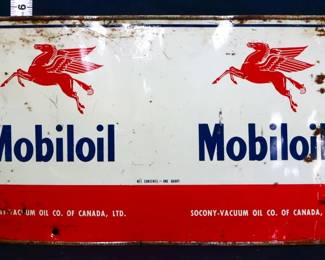 6
Mobiloil Mobiloil
NET CONTENTS — ONE QUART
Y-VACUUM OIL CO. OF CANADA, LTD. SOCONY-VACUUM OIL CO. OF CANADA,